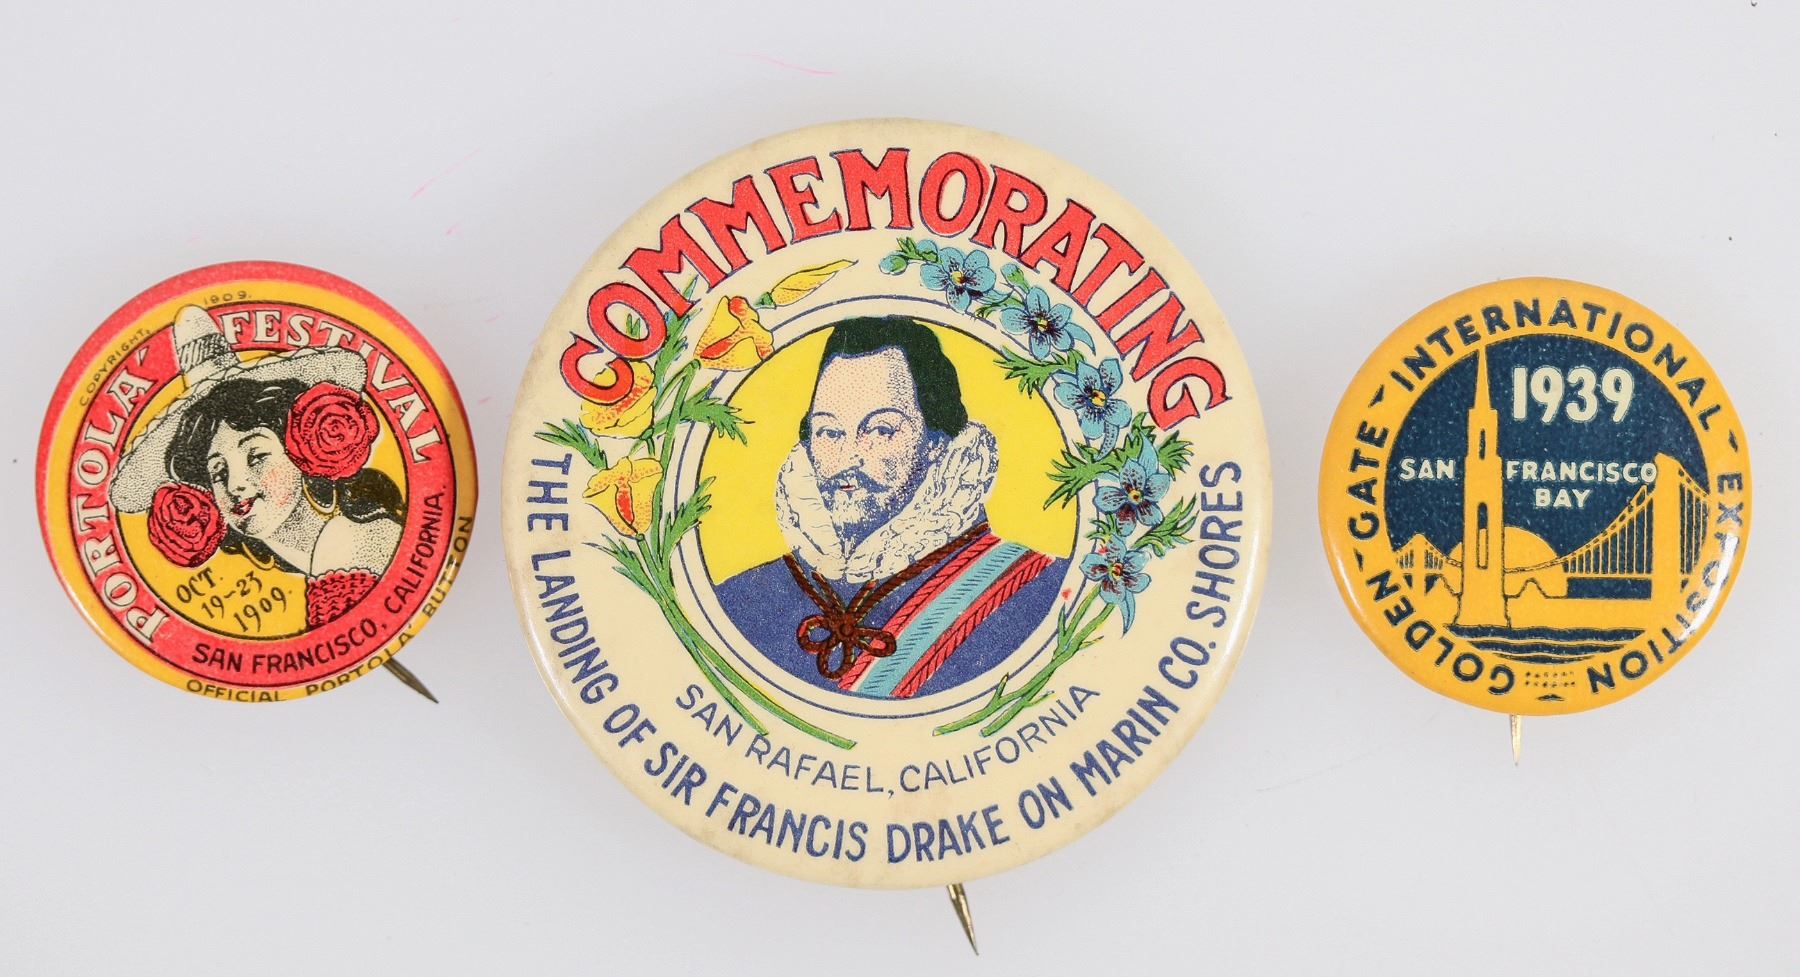 COPYRIGHT, 1909.
PORTOLA' FESTIVAL
OCT.
19-23
1909.
SAN FRANCISCO, CALIFORNIA.
OFFICIAL PORTOLA' BUTTON
COMMEMORATING
THE LANDING OF SIR FRANCIS DRAKE ON MARIN CO. SHORES
SAN RAFAEL, CALIFORNIA
GOLDEN GATE INTERNATIONAL EXPOSITION
1939
SAN FRANCISCO
BAY